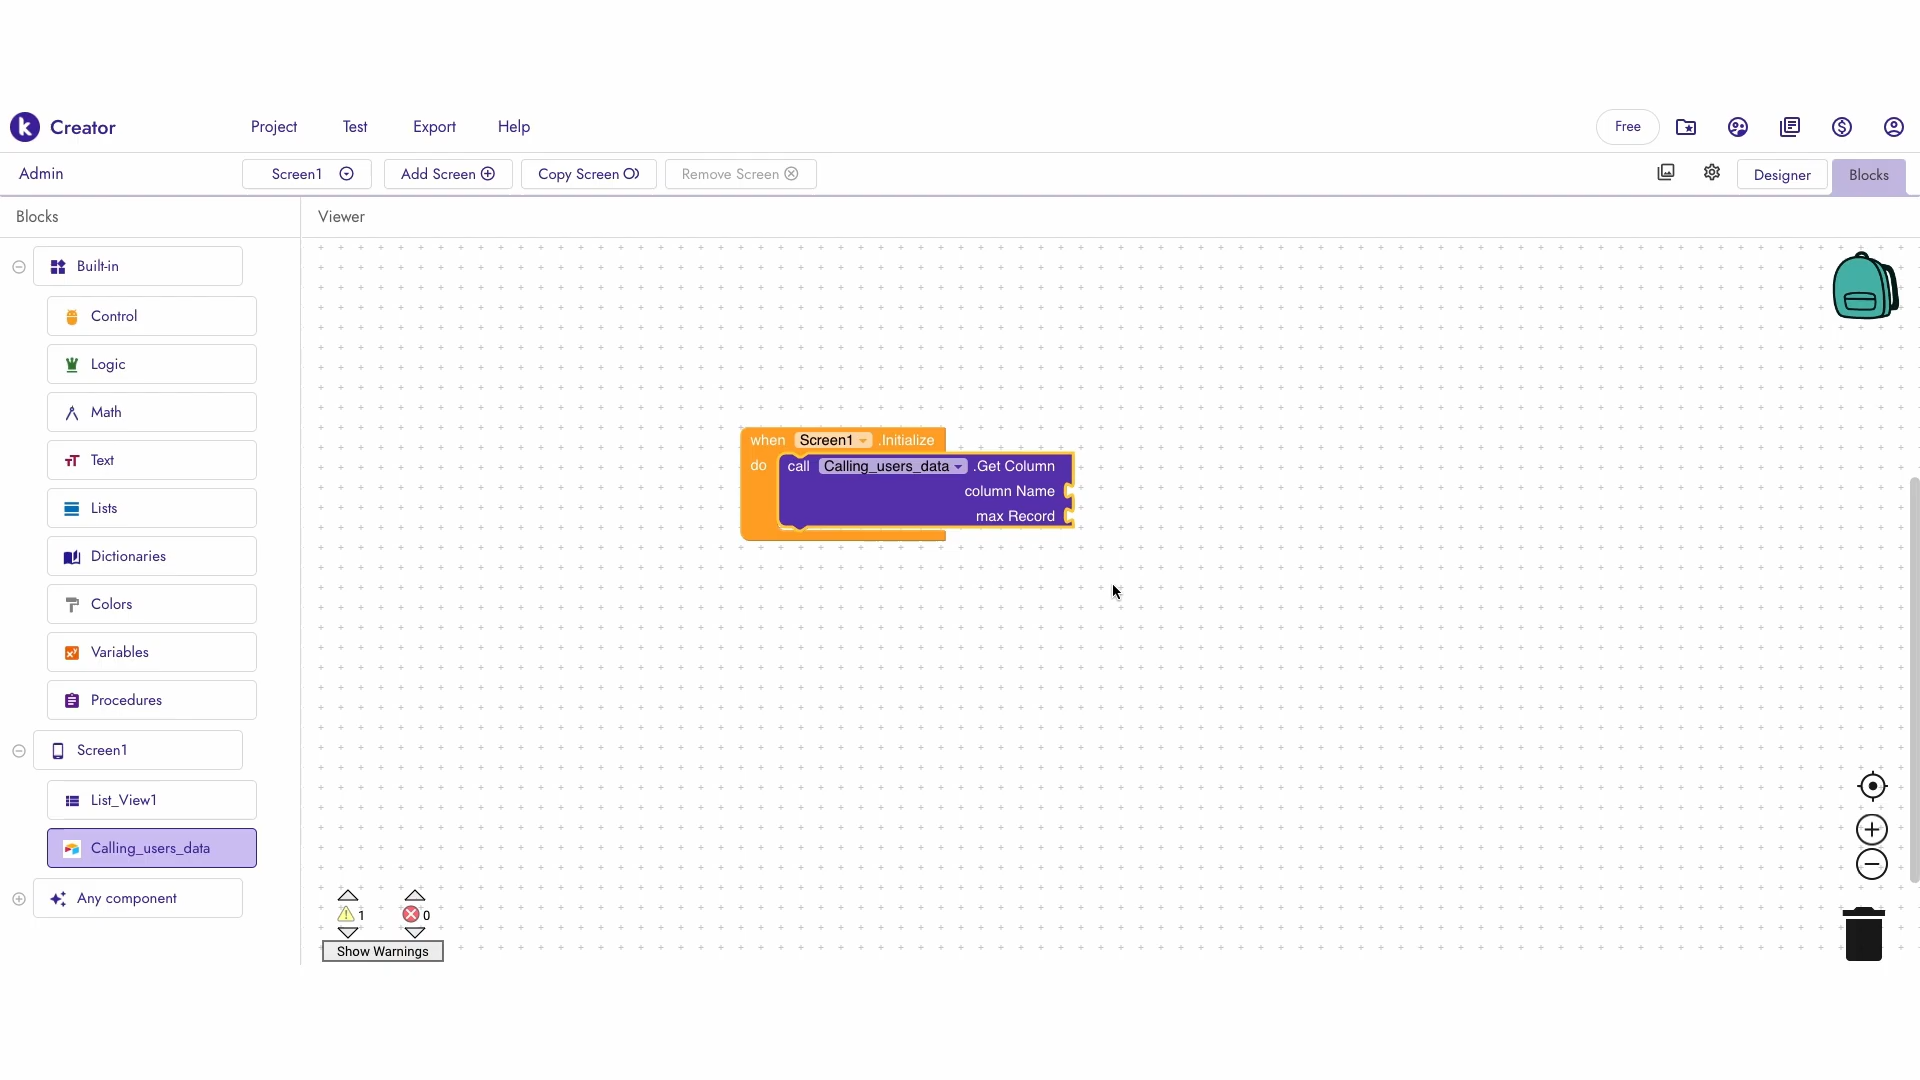 Creator
Project
Test
Export
Help
Free
Admin
Screen1
Add Screen
Copy Screen
Remove Screen
Designer
Blocks
Blocks
Viewer
Built-in
Control
Logic
Math
Text
Lists
Dictionaries
Colors
Variables
Procedures
Screen1
List_View1
Calling_users_data
Any component
when Screen1 .Initialize
do call Calling_users_data .Get Column
column Name
max Record
1
0
Show Warnings